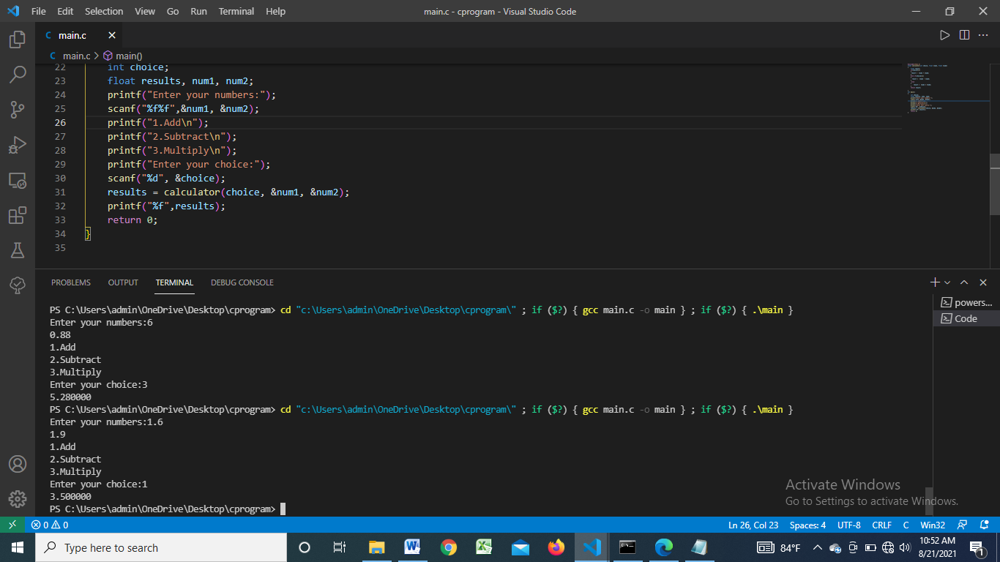 File Edit Selection View Go Run Terminal Help main.c - cprogram - Visual Studio Code
C main.c
C main.c > main()
22 int choice;
23 float results, num1, num2;
24 printf("Enter your numbers:");
25 scanf("%f%f",&num1, &num2);
26 printf("1.Add\n");
27 printf("2.Subtract\n");
28 printf("3.Multiply\n");
29 printf("Enter your choice:");
30 scanf("%d", &choice);
31 results = calculator(choice, &num1, &num2);
32 printf("%f",results);
33 return 0;
34 }
35
PROBLEMS OUTPUT TERMINAL DEBUG CONSOLE
powers...
Code
PS C:\Users\admin\OneDrive\Desktop\cprogram> cd "c:\Users\admin\OneDrive\Desktop\cprogram\" ; if ($?) { gcc main.c -o main } ; if ($?) { .\main }
Enter your numbers:6
0.88
1.Add
2.Subtract
3.Multiply
Enter your choice:3
5.280000
PS C:\Users\admin\OneDrive\Desktop\cprogram> cd "c:\Users\admin\OneDrive\Desktop\cprogram\" ; if ($?) { gcc main.c -o main } ; if ($?) { .\main }
Enter your numbers:1.6
1.9
1.Add
2.Subtract
3.Multiply
Enter your choice:1
3.500000
PS C:\Users\admin\OneDrive\Desktop\cprogram>
Activate Windows
Go to Settings to activate Windows.
0 0 Ln 26, Col 23 Spaces: 4 UTF-8 CRLF C Win32
Type here to search
84°F
10:52 AM
8/21/2021
1